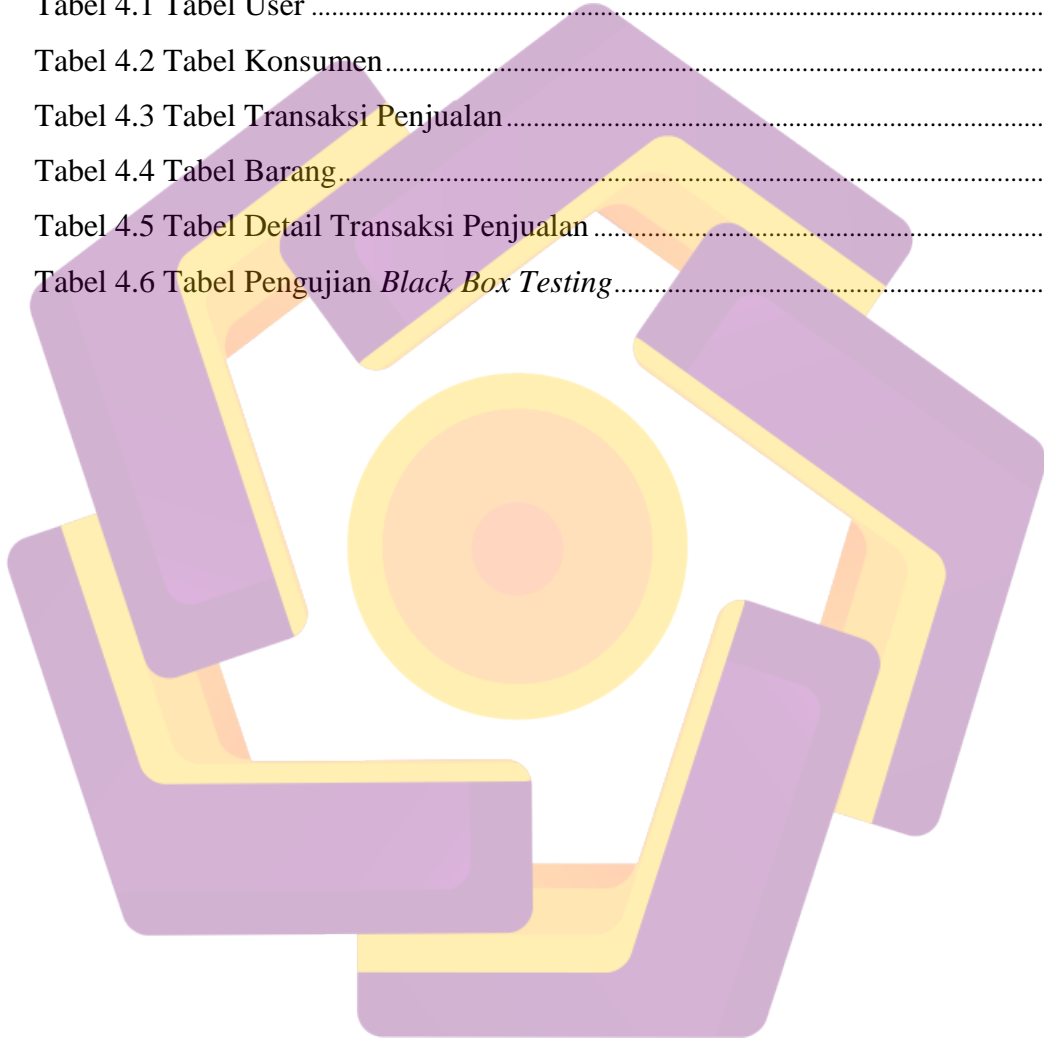 Tabel 4.1 Tabel User ........................................................................................................
Tabel 4.2 Tabel Konsumen ..............................................................................................
Tabel 4.3 Tabel Transaksi Penjualan ..............................................................................
Tabel 4.4 Tabel Barang ....................................................................................................
Tabel 4.5 Tabel Detail Transaksi Penjualan ...................................................................
Tabel 4.6 Tabel Pengujian Black Box Testing ................................................................